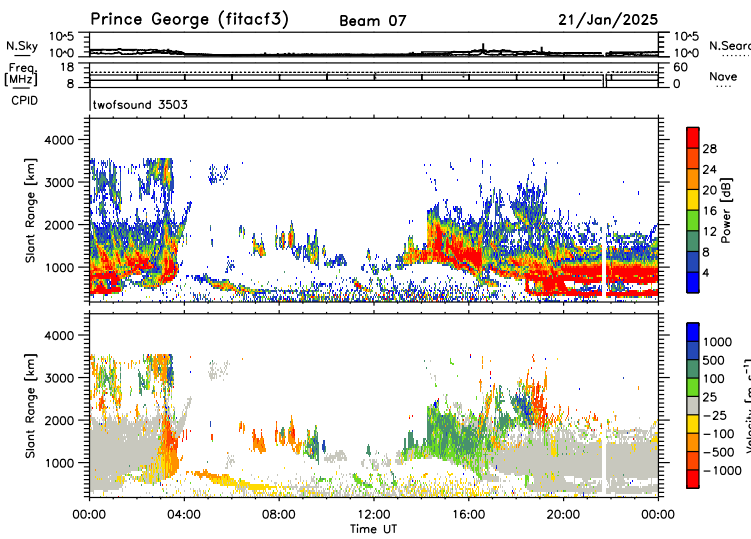 Prince George (fitacf3) Beam 07 21/Jan/2025
N.Sky 10^5 10^0 10^5 10^0 N.Sear
Freq [MHz] 18 8 60 0 Nave
CPID twofsound 3503
Slant Range [km] 4000 3000 2000 1000
28 24 20 16 12 8 4 Power [dB]
Slant Range [km] 4000 3000 2000 1000
1000 500 100 25 -25 -100 -500 -1000 Velocity [m s⁻¹]
00:00 04:00 08:00 12:00 16:00 20:00 00:00
Time UT